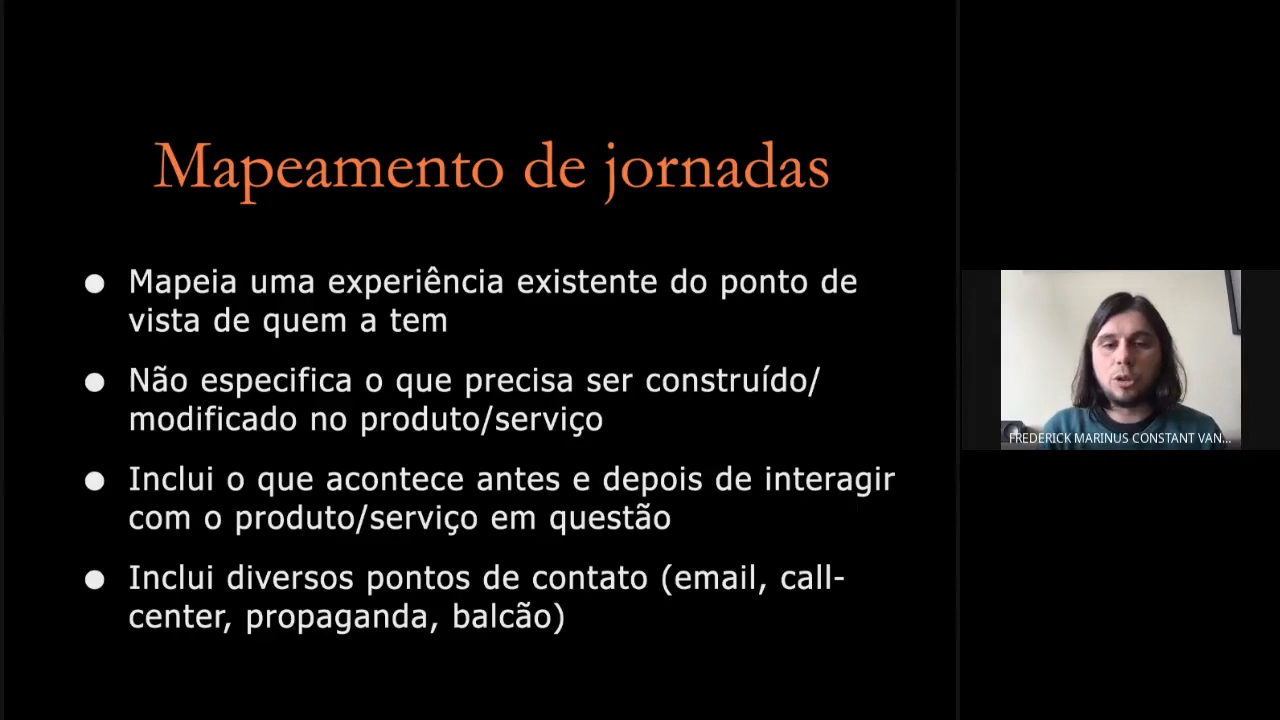 Mapeamento de jornadas
● Mapeia uma experiência existente do ponto de
vista de quem a tem
● Não especifica o que precisa ser construído/
modificado no produto/serviço
● Inclui o que acontece antes e depois de interagir
com o produto/serviço em questão
● Inclui diversos pontos de contato (email, call-
center, propaganda, balcão)
FREDERICK MARINUS CONSTANT VAN...